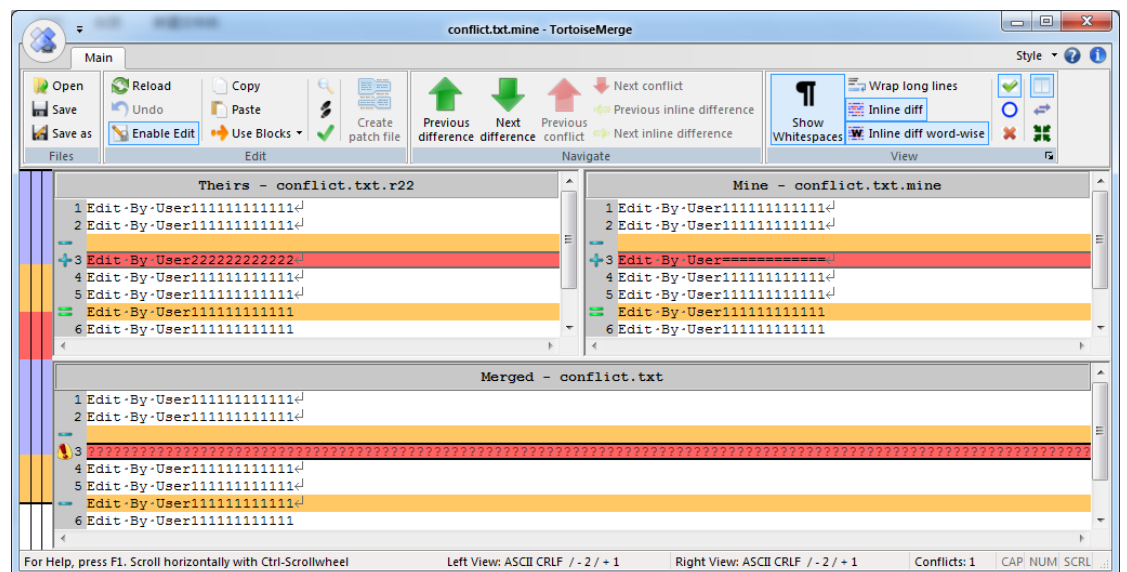 conflict.txt.mine - TortoiseMerge
Main
Style
Open
Save
Save as
Files
Reload
Undo
Enable Edit
Copy
Paste
Use Blocks
Create patch file
Edit
Previous difference
Next difference
Previous conflict
Next conflict
Previous inline difference
Next inline difference
Navigate
Show Whitespaces
Wrap long lines
Inline diff
Inline diff word-wise
View
Theirs - conflict.txt.r22
1 Edit·By·User111111111111↵
2 Edit·By·User111111111111↵
3 Edit·By·User222222222222↵
4 Edit·By·User111111111111↵
5 Edit·By·User111111111111↵
Edit·By·User111111111111
6 Edit·By·User111111111111
Mine - conflict.txt.mine
1 Edit·By·User111111111111↵
2 Edit·By·User111111111111↵
3 Edit·By·User============↵
4 Edit·By·User111111111111↵
5 Edit·By·User111111111111↵
Edit·By·User111111111111
6 Edit·By·User111111111111
Merged - conflict.txt
1 Edit·By·User111111111111↵
2 Edit·By·User111111111111↵
3 ????????????????????????????????????????????????????????????????????????????????????????????????????????????????????
4 Edit·By·User111111111111↵
5 Edit·By·User111111111111↵
Edit·By·User111111111111↵
6 Edit·By·User111111111111
For Help, press F1. Scroll horizontally with Ctrl-Scrollwheel
Left View: ASCII CRLF / - 2 / + 1
Right View: ASCII CRLF / - 2 / + 1
Conflicts: 1
CAP NUM SCRL